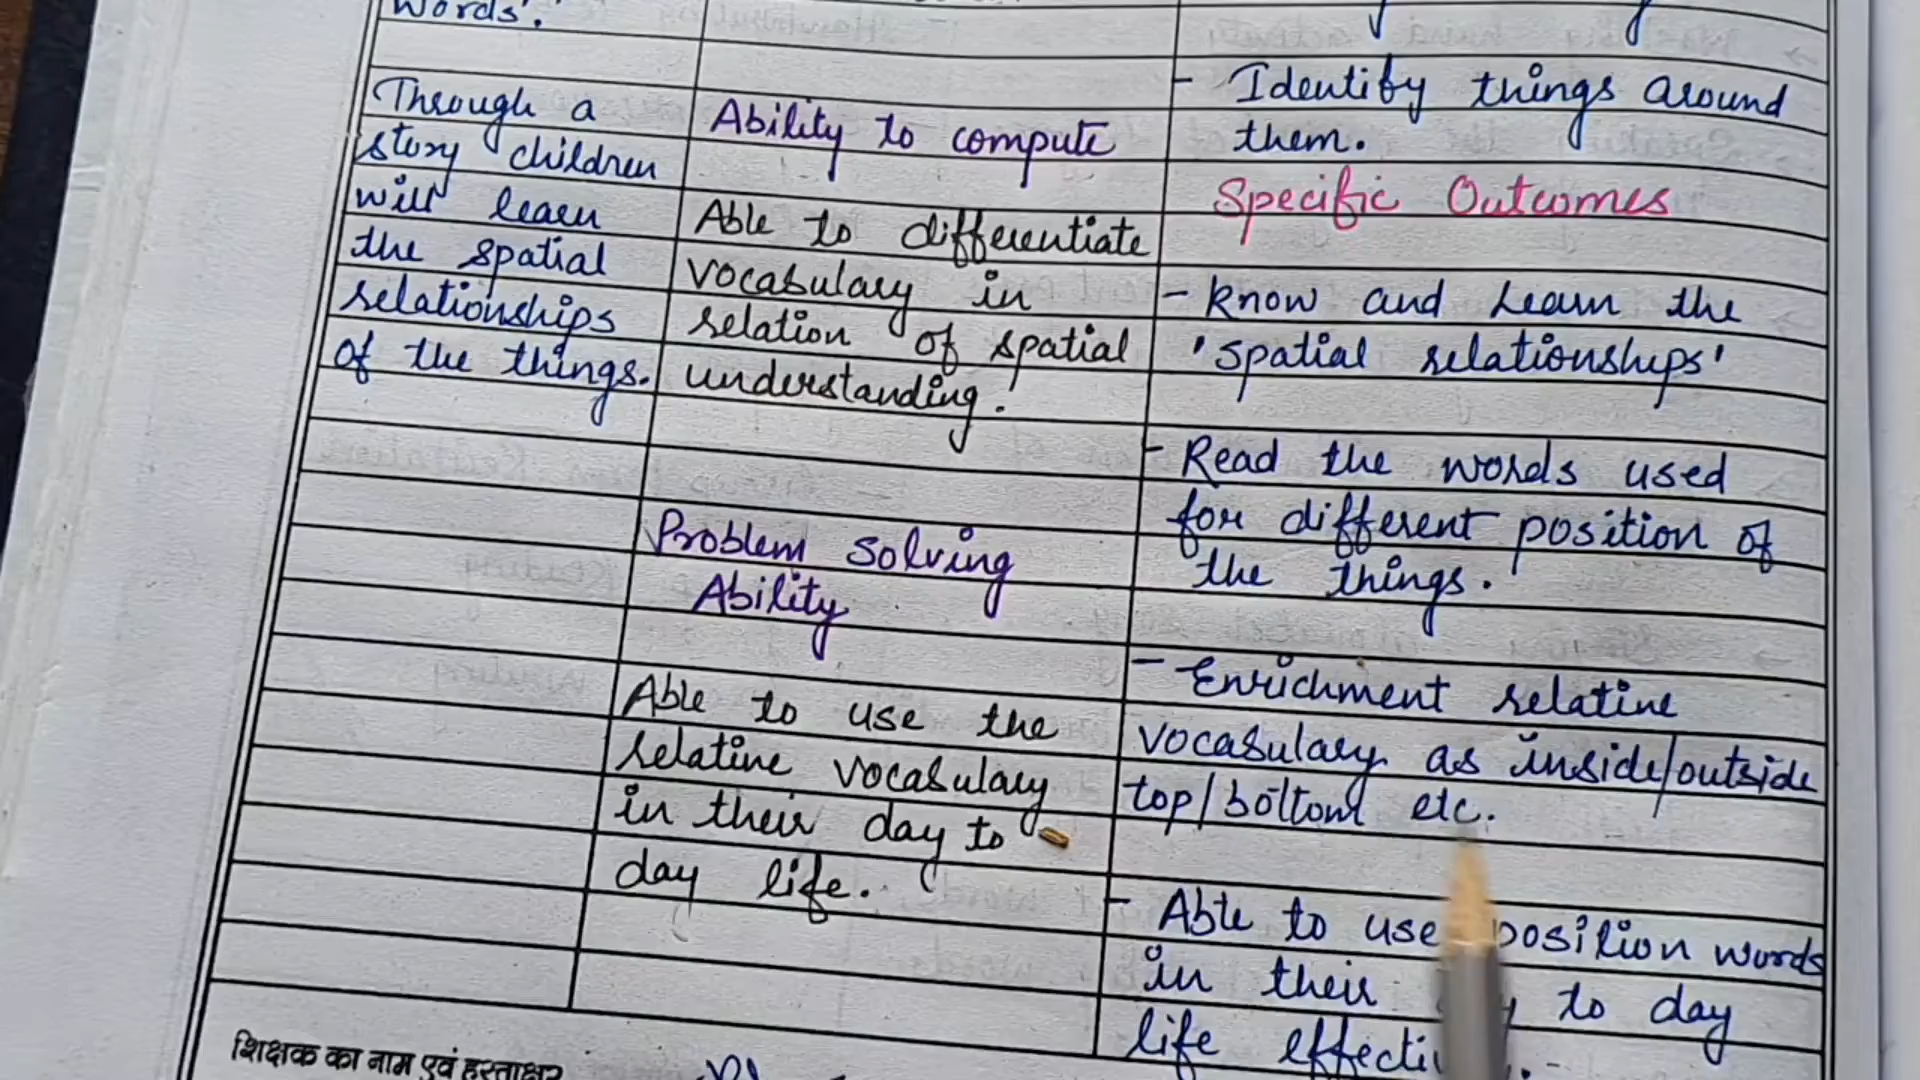 words'.
Through a
story children
will learn
the spatial
relationships
of the things.
Ability to compute
Able to differentiate
vocabulary in
relation of spatial
understanding.
Problem Solving
Ability
Able to use the
relative vocabulary
in their day to
day life.
- Identify things around
them.
Specific Outcomes
- know and Learn the
'spatial relationships'
- Read the words used
for different position of
the things.
- Enrichment relative
vocabulary as inside/outside
top/bottom etc.
- Able to use position words
in their to day
life
शिक्षक का नाम एवं हस्ताक्षर